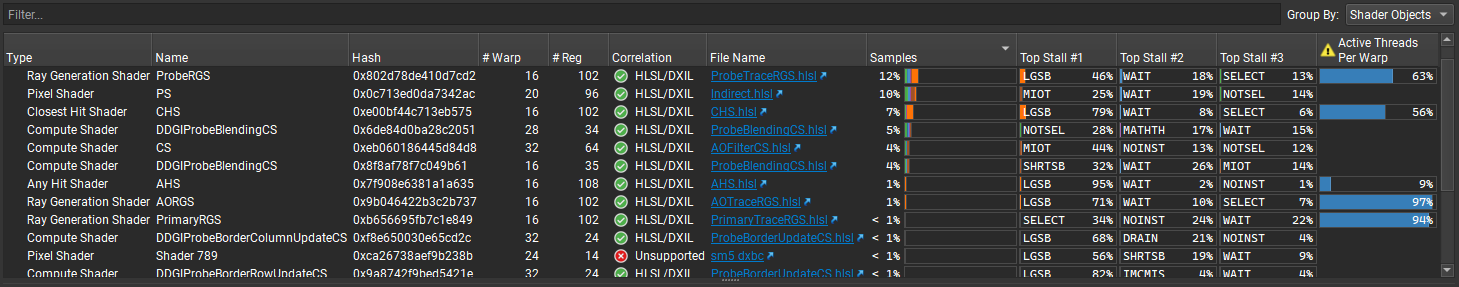 Filter... Group By: Shader Objects
Type Name Hash # Warp # Reg Correlation File Name Samples Top Stall #1 Top Stall #2 Top Stall #3 Active Threads Per Warp
Ray Generation Shader ProbeRGS 0x802d78de410d7cd2 16 102 HLSL/DXIL ProbeTraceRGS.hlsl 12% LGSB 46% WAIT 18% SELECT 13% 63%
Pixel Shader PS 0x0c713ed0da7342ac 20 96 HLSL/DXIL Indirect.hlsl 10% MIOT 25% WAIT 19% NOTSEL 14%
Closest Hit Shader CHS 0xe00bf44c713eb575 16 102 HLSL/DXIL CHS.hlsl 7% LGSB 79% WAIT 8% SELECT 6% 56%
Compute Shader DDGIProbeBlendingCS 0x6de84d0ba28c2051 28 34 HLSL/DXIL ProbeBlendingCS.hlsl 5% NOTSEL 28% MATHTH 17% WAIT 15%
Compute Shader CS 0xeb060186445d84d8 32 64 HLSL/DXIL AOFilterCS.hlsl 4% MIOT 44% NOINST 13% NOTSEL 12%
Compute Shader DDGIProbeBlendingCS 0x8f8af78f7c049b61 16 35 HLSL/DXIL ProbeBlendingCS.hlsl 4% SHRTSB 32% WAIT 26% MIOT 14%
Any Hit Shader AHS 0x7f908e6381a1a635 16 108 HLSL/DXIL AHS.hlsl 1% LGSB 95% WAIT 2% NOINST 1% 9%
Ray Generation Shader AORGS 0x9b046422b3c2b737 16 102 HLSL/DXIL AOTraceRGS.hlsl 1% LGSB 71% WAIT 10% SELECT 7% 97%
Ray Generation Shader PrimaryRGS 0xb656695fb7c1e849 16 102 HLSL/DXIL PrimaryTraceRGS.hlsl < 1% SELECT 34% NOINST 24% WAIT 22% 94%
Compute Shader DDGIProbeBorderColumnUpdateCS 0xf8e650030e65cd2c 32 24 HLSL/DXIL ProbeBorderUpdateCS.hlsl < 1% LGSB 68% DRAIN 21% NOINST 4%
Pixel Shader Shader 789 0xca26738aef9b238b 24 14 Unsupported sm5 dxbc < 1% LGSB 56% SHRTSB 19% WAIT 9%
Compute Shader DDGIProbeBorderRowUpdateCS 0x9a8742f9bed5421e 32 24 HLSL/DXIL ProbeBorderUpdateCS.hlsl < 1% LGSB 82% IMCMIS 4% WAIT 4%